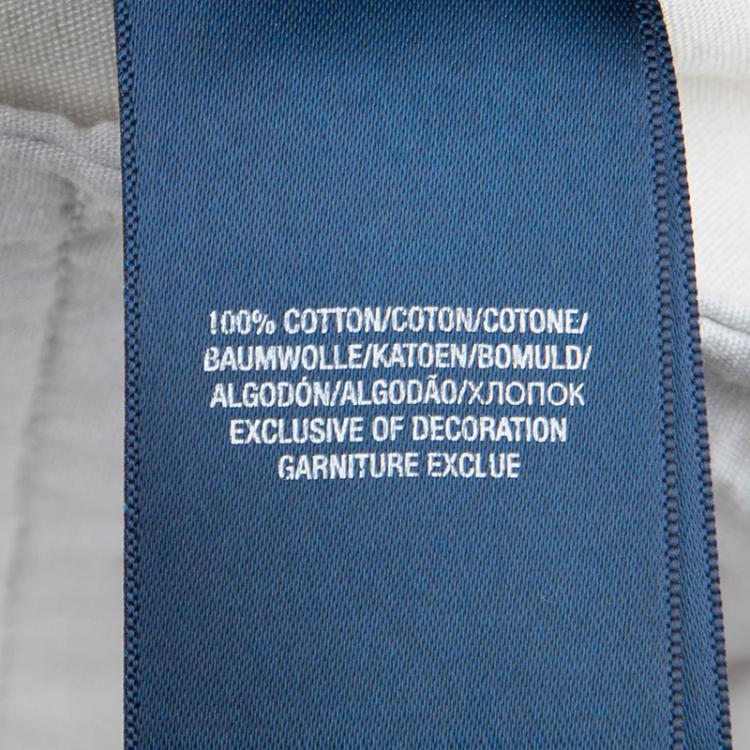 100% COTTON/COTON/COTONE/
BAUMWOLLE/KATOEN/BOMULD/
ALGODÓN/ALGODÃO/ХЛОПОК
EXCLUSIVE OF DECORATION
GARNITURE EXCLUE